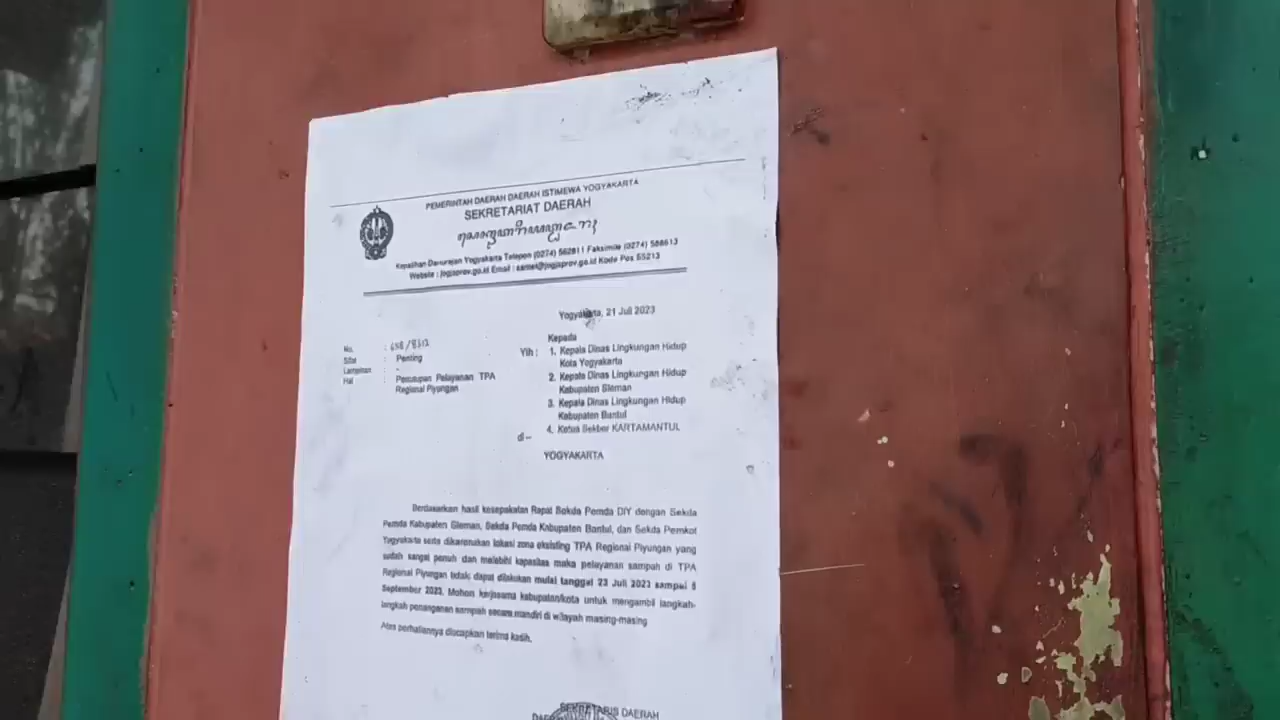 PEMERINTAH DAERAH DAERAH ISTIMEWA YOGYAKARTA
SEKRETARIAT DAERAH
Kepatihan Danurejan Yogyakarta Telepon (0274) 562811 Faksimile (0274) 588613
Website : jogjaprov.go.id Email : santel@jogjaprov.go.id Kode Pos 55213
Yogyakarta, 21 Juli 2023
No. : 658/8312
Sifat : Penting
Lampiran : -
Hal : Penutupan Pelayanan TPA
Regional Piyungan
Kepada
Yth : 1. Kepala Dinas Lingkungan Hidup
Kota Yogyakarta
2. Kepala Dinas Lingkungan Hidup
Kabupaten Sleman
3. Kepala Dinas Lingkungan Hidup
Kabupaten Bantul
4. Ketua Sekber KARTAMANTUL
di –
YOGYAKARTA
Berdasarkan hasil kesepakatan Rapat Sekda Pemda DIY dengan Sekda
Pemda Kabupaten Sleman, Sekda Pemda Kabupaten Bantul, dan Sekda Pemkot
Yogyakarta serta dikarenakan lokasi zona eksisting TPA Regional Piyungan yang
sudah sangat penuh dan melebihi kapasitas maka pelayanan sampah di TPA
Regional Piyungan tidak dapat dilakukan mulai tanggal 23 Juli 2023 sampai 5
September 2023. Mohon kerjasama kabupaten/kota untuk mengambil langkah-
langkah penanganan sampah secara mandiri di wilayah masing-masing
Atas perhatiannya diucapkan terima kasih.
SEKRETARIS DAERAH